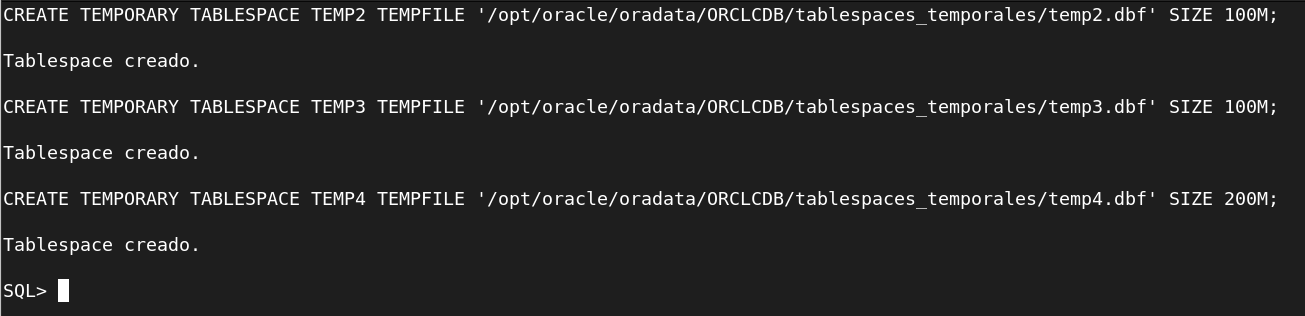 CREATE TEMPORARY TABLESPACE TEMP2 TEMPFILE '/opt/oracle/oradata/ORCLCDB/tablespaces_temporales/temp2.dbf' SIZE 100M;
Tablespace creado.
CREATE TEMPORARY TABLESPACE TEMP3 TEMPFILE '/opt/oracle/oradata/ORCLCDB/tablespaces_temporales/temp3.dbf' SIZE 100M;
Tablespace creado.
CREATE TEMPORARY TABLESPACE TEMP4 TEMPFILE '/opt/oracle/oradata/ORCLCDB/tablespaces_temporales/temp4.dbf' SIZE 200M;
Tablespace creado.
SQL>